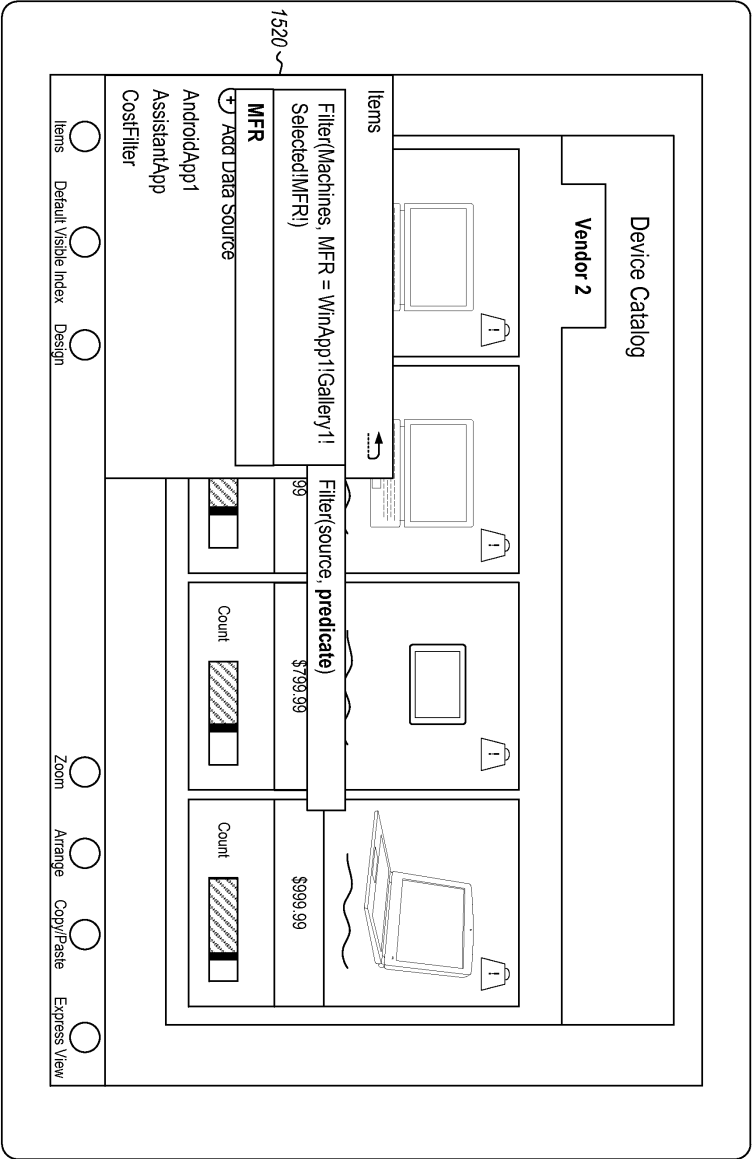 1520
Device Catalog
Vendor 2
Items
Filter(Machines, MFR = WinApp1!Gallery1!
Selected!MFR!)
Filter(source, predicate)
MFR
+ Add Data Source
AndroidApp1
AssistantApp
CostFilter
!
!
!
!
99
$799.99
$999.99
Count
Count
Items
Default Visible Index
Design
Zoom
Arrange
Copy/Paste
Express View